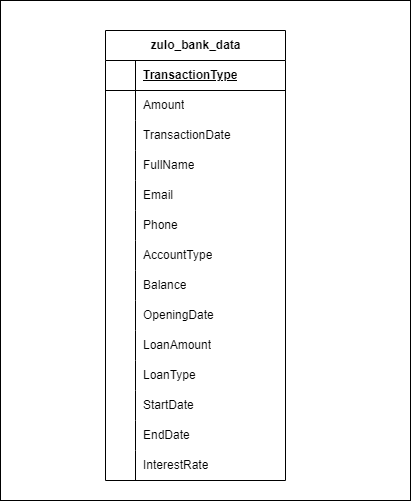 zulo_bank_data
TransactionType
Amount
TransactionDate
FullName
Email
Phone
AccountType
Balance
OpeningDate
LoanAmount
LoanType
StartDate
EndDate
InterestRate